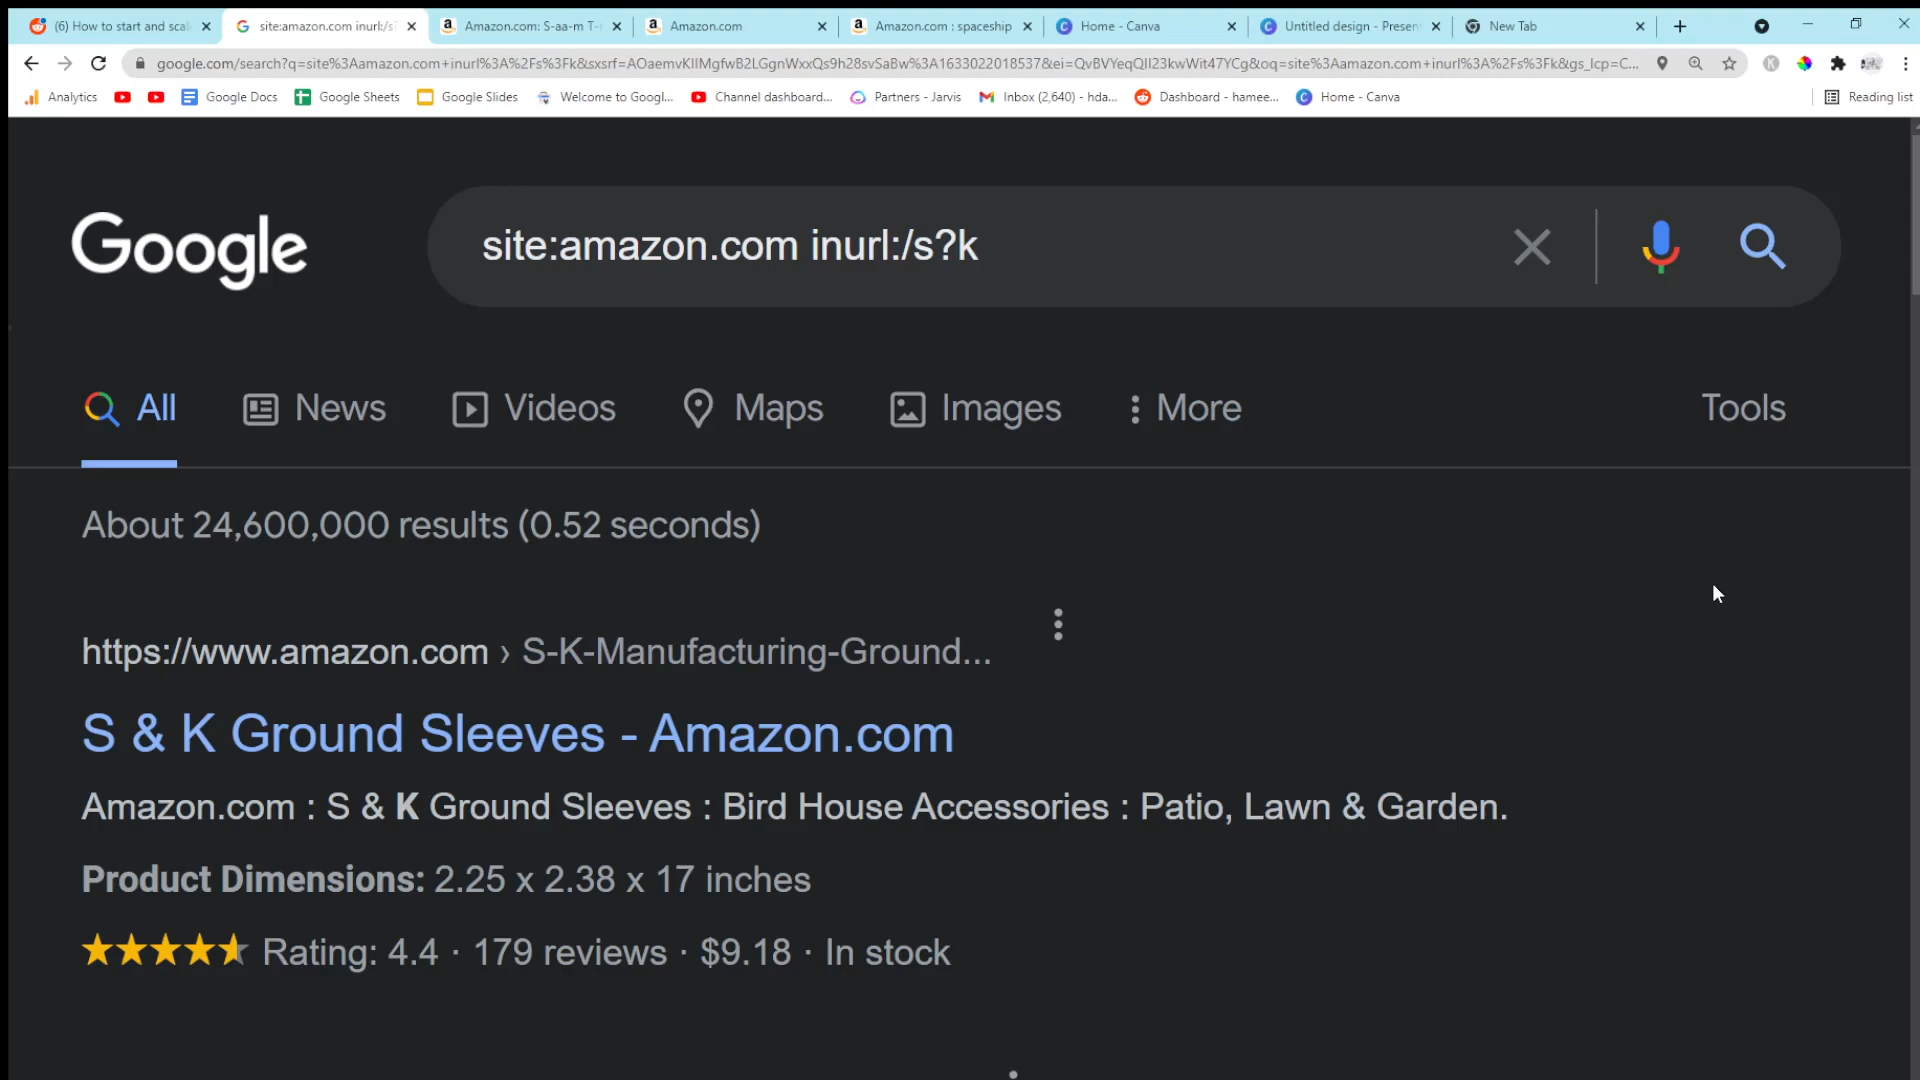 (6) How to start and sca
site:amazon.com inurl:/s?
Amazon.com: S-aa-m T-
Amazon.com
Amazon.com : spaceship
Home - Canva
Untitled design - Present
New Tab
google.com/search?q=site%3Aamazon.com+inurl%3A%2Fs%3Fk&sxsrf=AOaemvKIIMgfwB2LGgnWxxQs9h28svSaBw%3A1633022018537&ei=QvBVYeqQII23kwWit47YCg&oq=site%3Aamazon.com+inurl%3A%2Fs%3Fk&gs_lcp=C...
Analytics
Google Docs
Google Sheets
Google Slides
Welcome to Googl...
Channel dashboard...
Partners - Jarvis
Inbox (2,640) - hda...
Dashboard - hamee...
Home - Canva
Reading list
Google
site:amazon.com inurl:/s?k
All
News
Videos
Maps
Images
More
Tools
About 24,600,000 results (0.52 seconds)
https://www.amazon.com › S-K-Manufacturing-Ground...
S & K Ground Sleeves - Amazon.com
Amazon.com : S & K Ground Sleeves : Bird House Accessories : Patio, Lawn & Garden.
Product Dimensions: 2.25 x 2.38 x 17 inches
Rating: 4.4 · 179 reviews · $9.18 · In stock